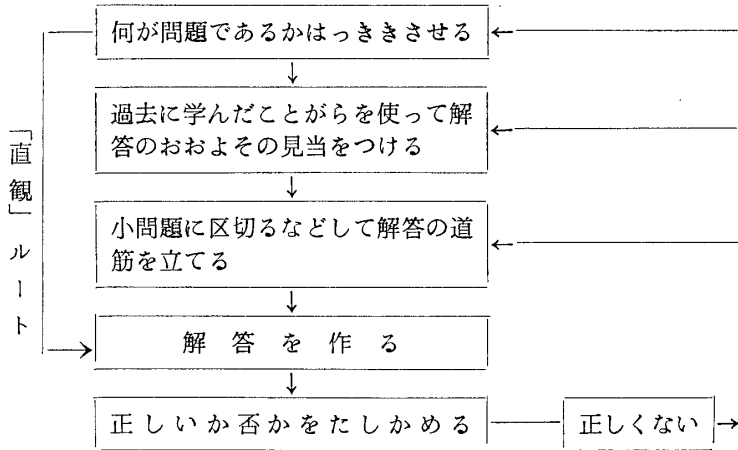 何が問題であるかはっききさせる
過去に学んだことがらを使って解
答のおおよその見当をつける
「直観」ルート
小問題に区切るなどして解答の道
筋を立てる
解答を作る
正しいか否かをたしかめる
正しくない